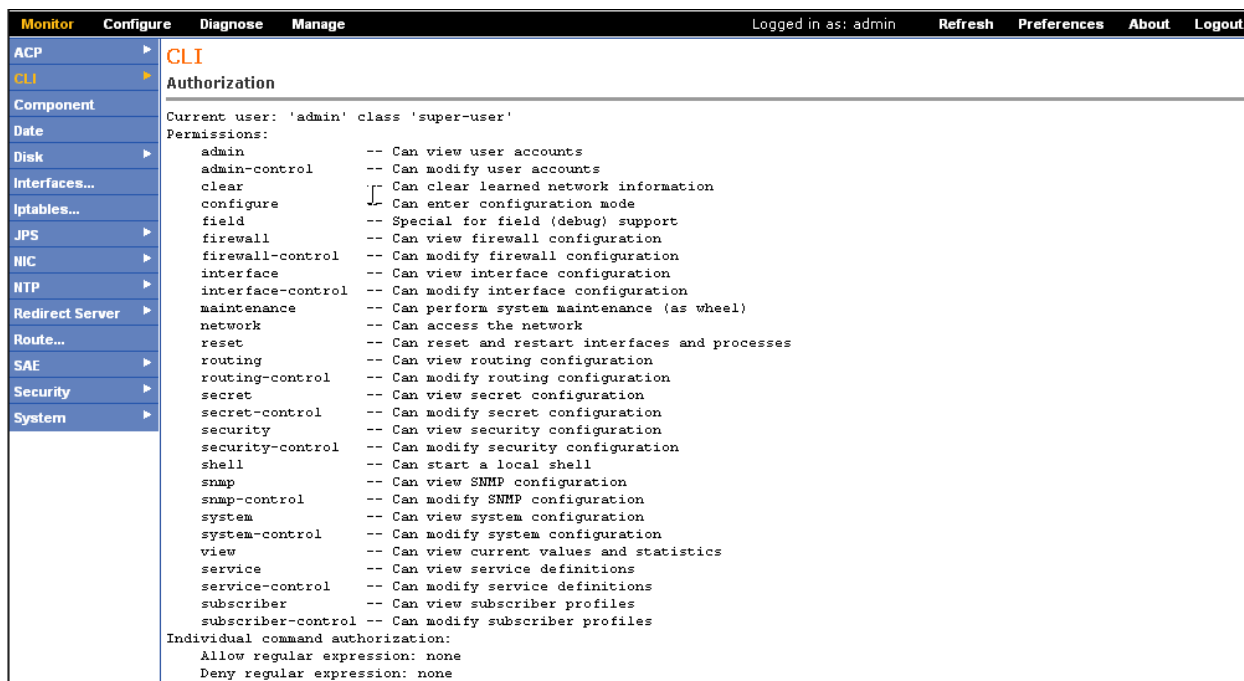 Monitor Configure Diagnose Manage Logged in as: admin Refresh Preferences About Logout
ACP
CLI
Component
Date
Disk
Interfaces...
Iptables...
JPS
NIC
NTP
Redirect Server
Route...
SAE
Security
System
CLI
Authorization
Current user: 'admin' class 'super-user'
Permissions:
admin -- Can view user accounts
admin-control -- Can modify user accounts
clear -- Can clear learned network information
configure -- Can enter configuration mode
field -- Special for field (debug) support
firewall -- Can view firewall configuration
firewall-control -- Can modify firewall configuration
interface -- Can view interface configuration
interface-control -- Can modify interface configuration
maintenance -- Can perform system maintenance (as wheel)
network -- Can access the network
reset -- Can reset and restart interfaces and processes
routing -- Can view routing configuration
routing-control -- Can modify routing configuration
secret -- Can view secret configuration
secret-control -- Can modify secret configuration
security -- Can view security configuration
security-control -- Can modify security configuration
shell -- Can start a local shell
snmp -- Can view SNMP configuration
snmp-control -- Can modify SNMP configuration
system -- Can view system configuration
system-control -- Can modify system configuration
view -- Can view current values and statistics
service -- Can view service definitions
service-control -- Can modify service definitions
subscriber -- Can view subscriber profiles
subscriber-control -- Can modify subscriber profiles
Individual command authorization:
Allow regular expression: none
Deny regular expression: none